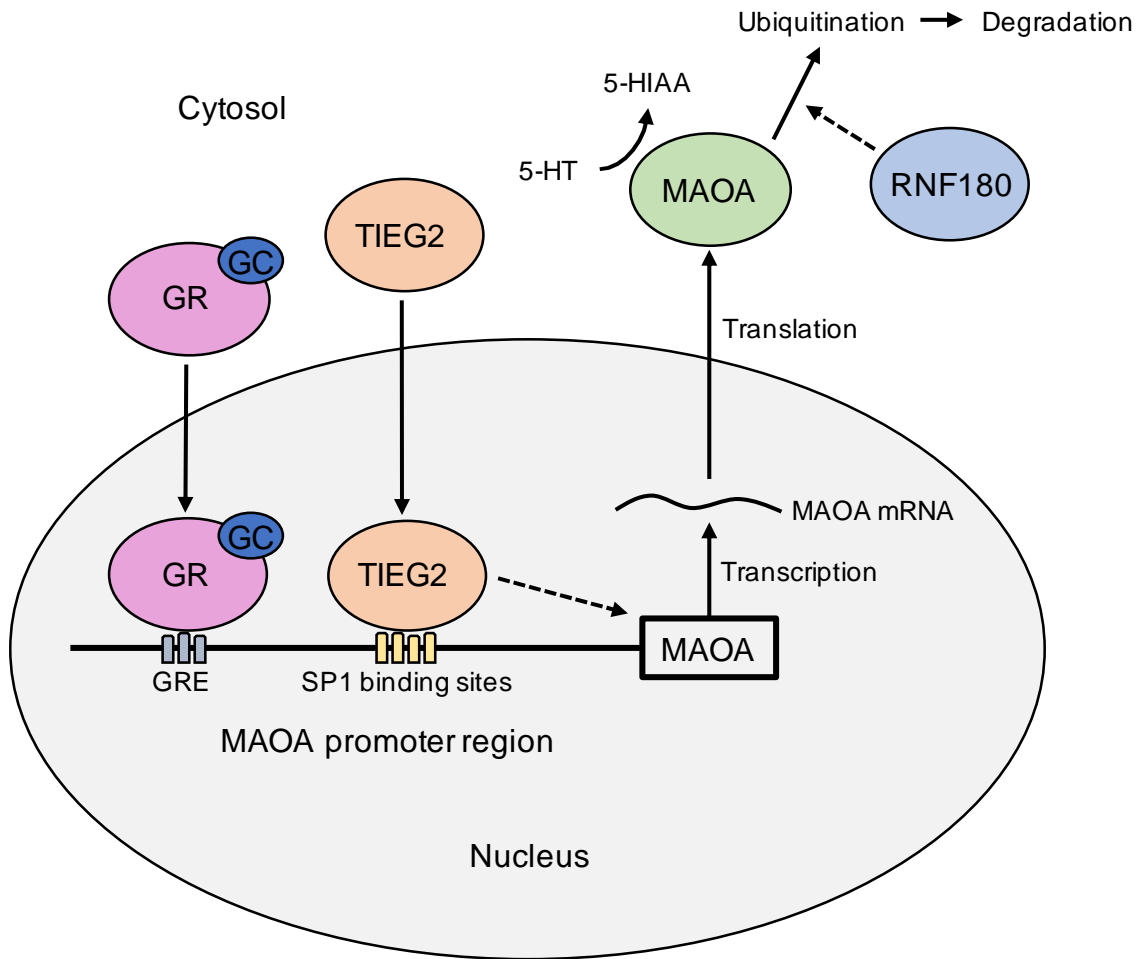 Ubiquitination
Degradation
5-HIAA
Cytosol
5-HT
MAOA
RNF180
TIEG2
GC
GR
Translation
MAOA mRNA
GC
GR
TIEG2
Transcription
MAOA
GRE
SP1 binding sites
MAOA promoter region
Nucleus